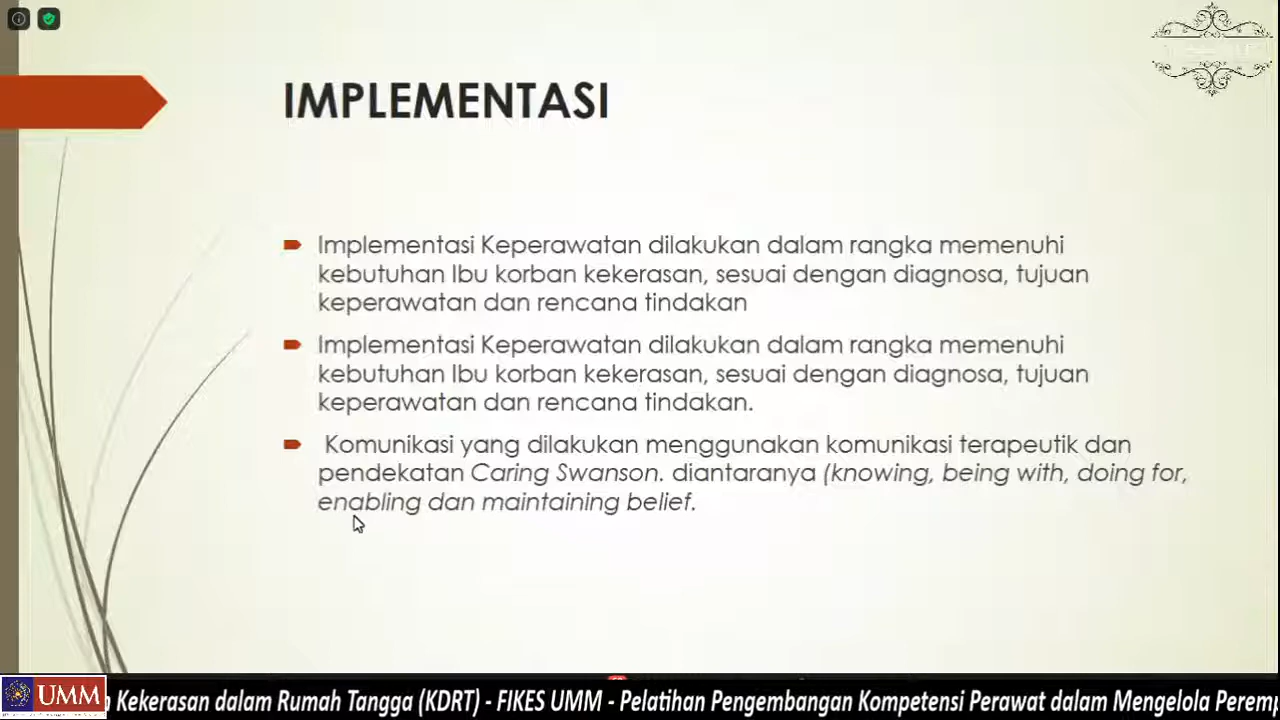 IMPLEMENTASI
Implementasi Keperawatan dilakukan dalam rangka memenuhi
kebutuhan Ibu korban kekerasan, sesuai dengan diagnosa, tujuan
keperawatan dan rencana tindakan
Implementasi Keperawatan dilakukan dalam rangka memenuhi
kebutuhan Ibu korban kekerasan, sesuai dengan diagnosa, tujuan
keperawatan dan rencana tindakan.
Komunikasi yang dilakukan menggunakan komunikasi terapeutik dan
pendekatan Caring Swanson. diantaranya (knowing, being with, doing for,
enabling dan maintaining belief.
UMM
Kekerasan dalam Rumah Tangga (KDRT) - FIKES UMM - Pelatihan Pengembangan Kompetensi Perawat dalam Mengelola